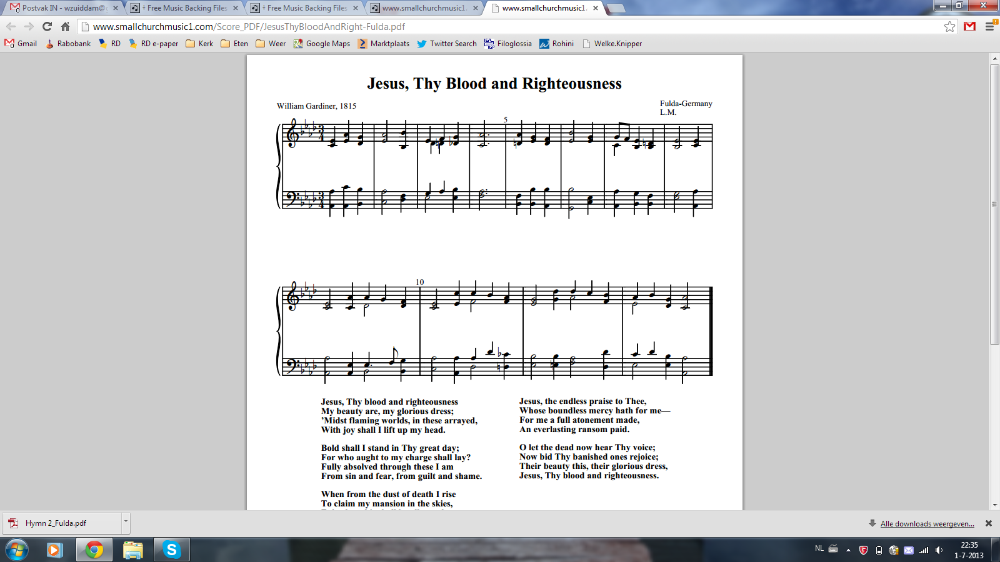 Postvak IN - wzuiddam@g
† Free Music Backing Files
† Free Music Backing Files
www.smallchurchmusic1.
www.smallchurchmusic1.
www.smallchurchmusic1.com/Score_PDF/JesusThyBloodAndRight-Fulda.pdf
Gmail Rabobank RD RD e-paper Kerk Eten Weer Google Maps Marktplaats Twitter Search Filoglossia Rohini Welke.Knipper
Jesus, Thy Blood and Righteousness
William Gardiner, 1815
Fulda-Germany
L.M.
3
4
5
3
4
10
Jesus, Thy blood and righteousness
My beauty are, my glorious dress;
’Midst flaming worlds, in these arrayed,
With joy shall I lift up my head.
Bold shall I stand in Thy great day;
For who aught to my charge shall lay?
Fully absolved through these I am
From sin and fear, from guilt and shame.
When from the dust of death I rise
To claim my mansion in the skies,
Jesus, the endless praise to Thee,
Whose boundless mercy hath for me—
For me a full atonement made,
An everlasting ransom paid.
O let the dead now hear Thy voice;
Now bid Thy banished ones rejoice;
Their beauty this, their glorious dress,
Jesus, Thy blood and righteousness.
Hymn 2_Fulda.pdf
Alle downloads weergeven...
NL
22:35
1-7-2013